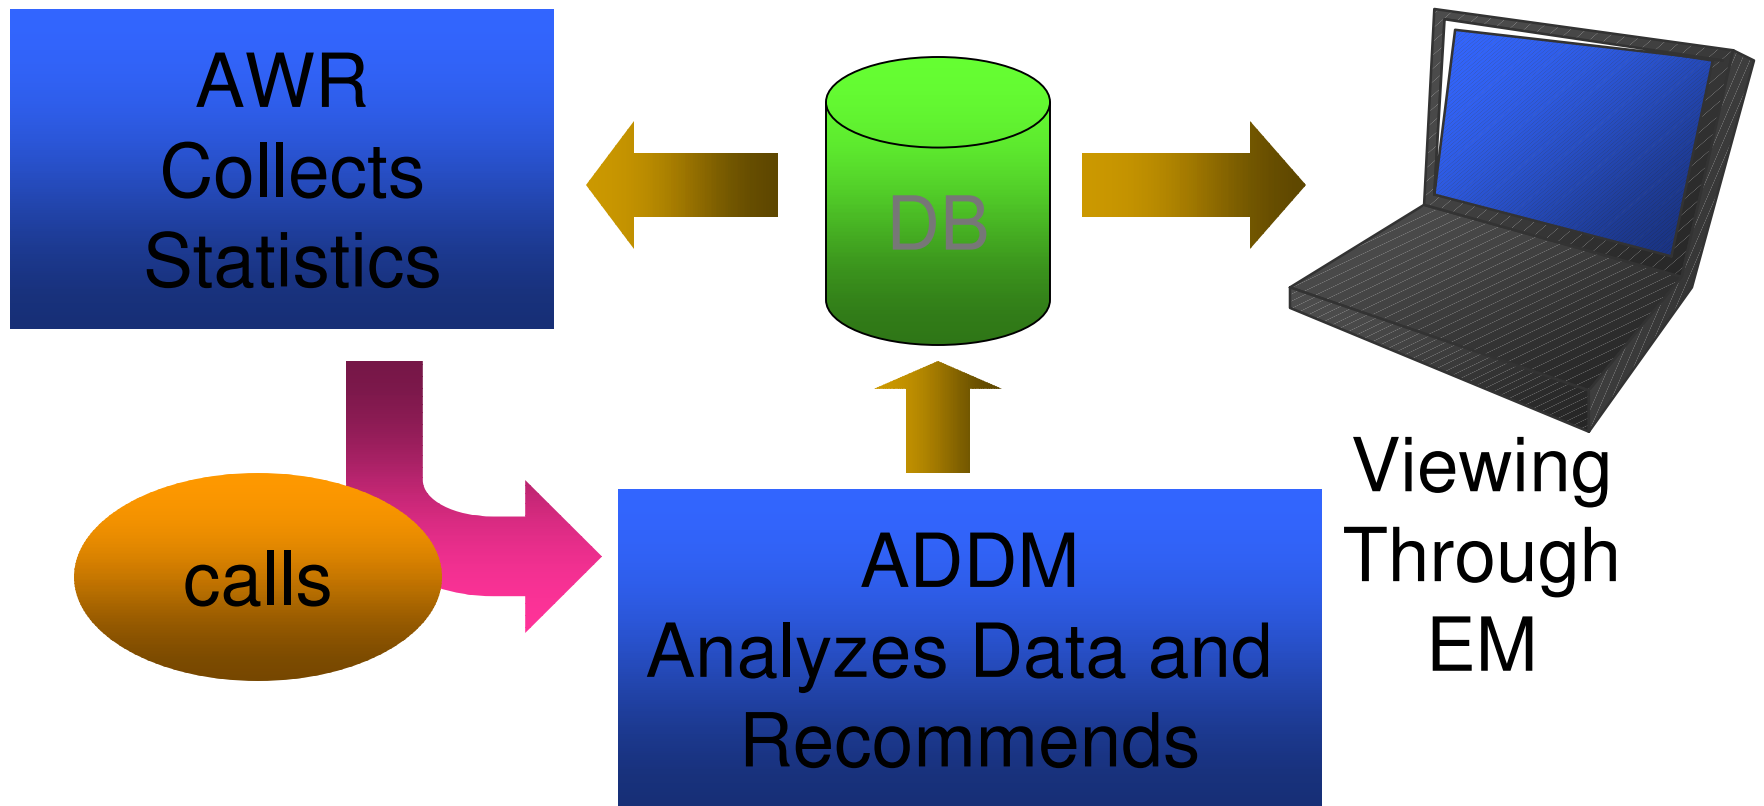 AWR
Collects
Statistics
DB
calls
ADDM
Analyzes Data and
Recommends
Viewing
Through
EM